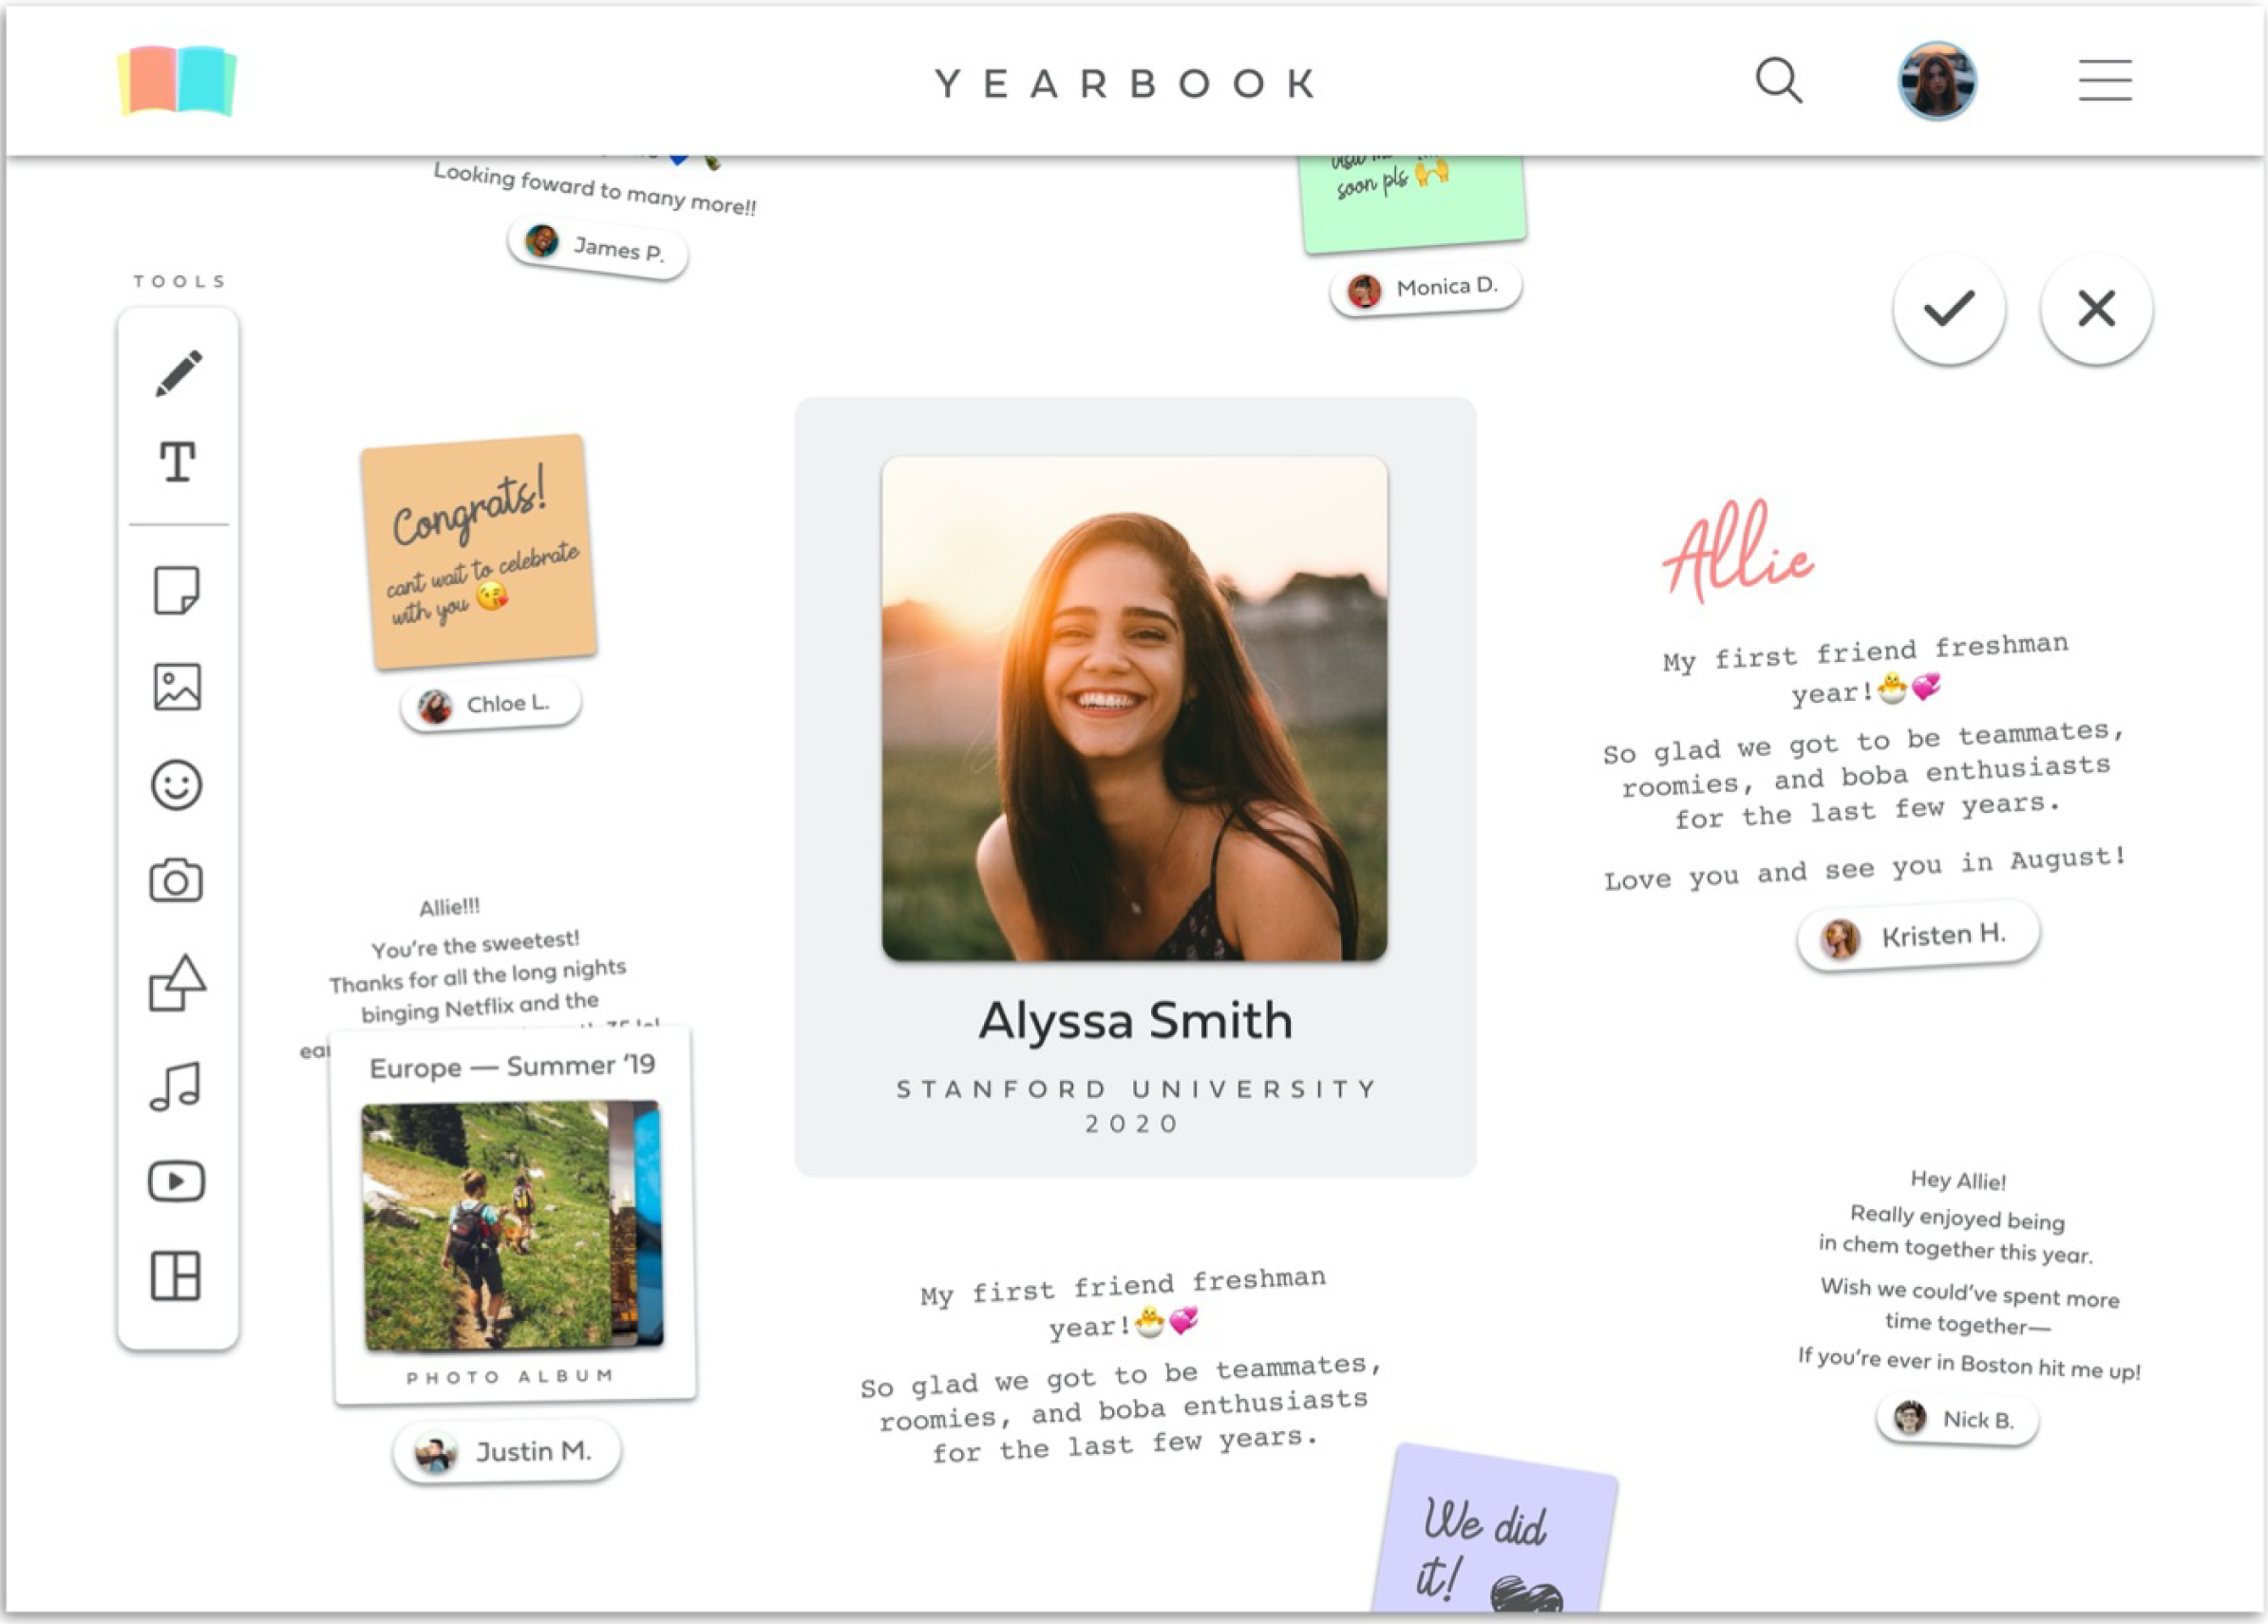 YEARBOOK
Looking foward to many more!!
James P.
soon pls 🙌
Monica D.
TOOLS
Congrats!
cant wait to celebrate
with you 😘
Chloe L.
Allie!!!
You're the sweetest!
Thanks for all the long nights
binging Netflix and the
Europe — Summer '19
PHOTO ALBUM
Justin M.
Alyssa Smith
STANFORD UNIVERSITY
2020
My first friend freshman
year!🐣💞
So glad we got to be teammates,
roomies, and boba enthusiasts
for the last few years.
We did
it!
Allie
My first friend freshman
year!🐣💞
So glad we got to be teammates,
roomies, and boba enthusiasts
for the last few years.
Love you and see you in August!
Kristen H.
Hey Allie!
Really enjoyed being
in chem together this year.
Wish we could've spent more
time together—
If you're ever in Boston hit me up!
Nick B.